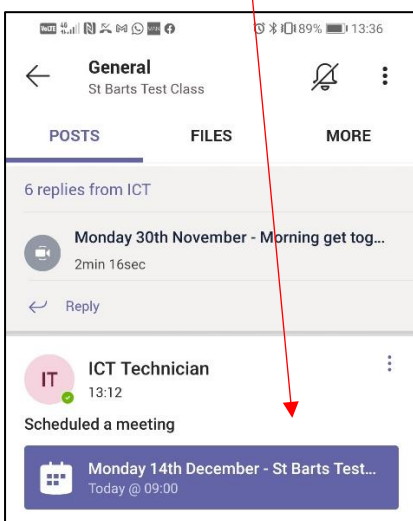 89% 13:36
General
St Barts Test Class
POSTS FILES MORE
6 replies from ICT
Monday 30th November - Morning get tog...
2min 16sec
Reply
IT
ICT Technician
13:12
Scheduled a meeting
Monday 14th December - St Barts Test...
Today @ 09:00